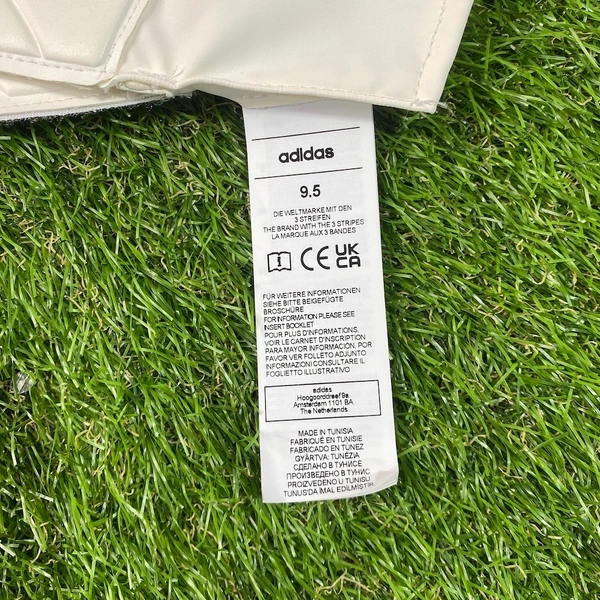 adidas
9.5
DIE WELTMARKE MIT DEN
3 STREIFEN
THE BRAND WITH THE 3 STRIPES
LA MARQUE AUX 3 BANDES
CE UK
CA
FÜR WEITERE INFORMATIONEN
SIEHE BITTE BEIGEFÜGTE
BROSCHÜRE
FOR INFORMATION PLEASE SEE
INSERT BOOKLET
POUR PLUS D'INFORMATIONS,
VOIR LE CARNET D'INSCRIPTION
PARA MAYOR INFORMACIÓN, POR
FAVOR VER FOLLETO ADJUNTO
INFORMAZIONI CONSULTARE IL
FOGLIETTO ILLUSTRATIVO
adidas
Hoogoorddreef 9a
Amsterdam 1101 BA
The Netherlands
MADE IN TUNISIA
FABRIQUÉ EN TUNISIE
FABRICADO EN TÚNEZ
GYÁRTVA: TUNÉZIA
СДЕЛАНО В ТУНИСЕ
ПРОИЗВЕДЕНО В ТУНИС
PROIZVEDENO U TUNISU
TUNUS'DA İMAL EDİLMİŞTİR.